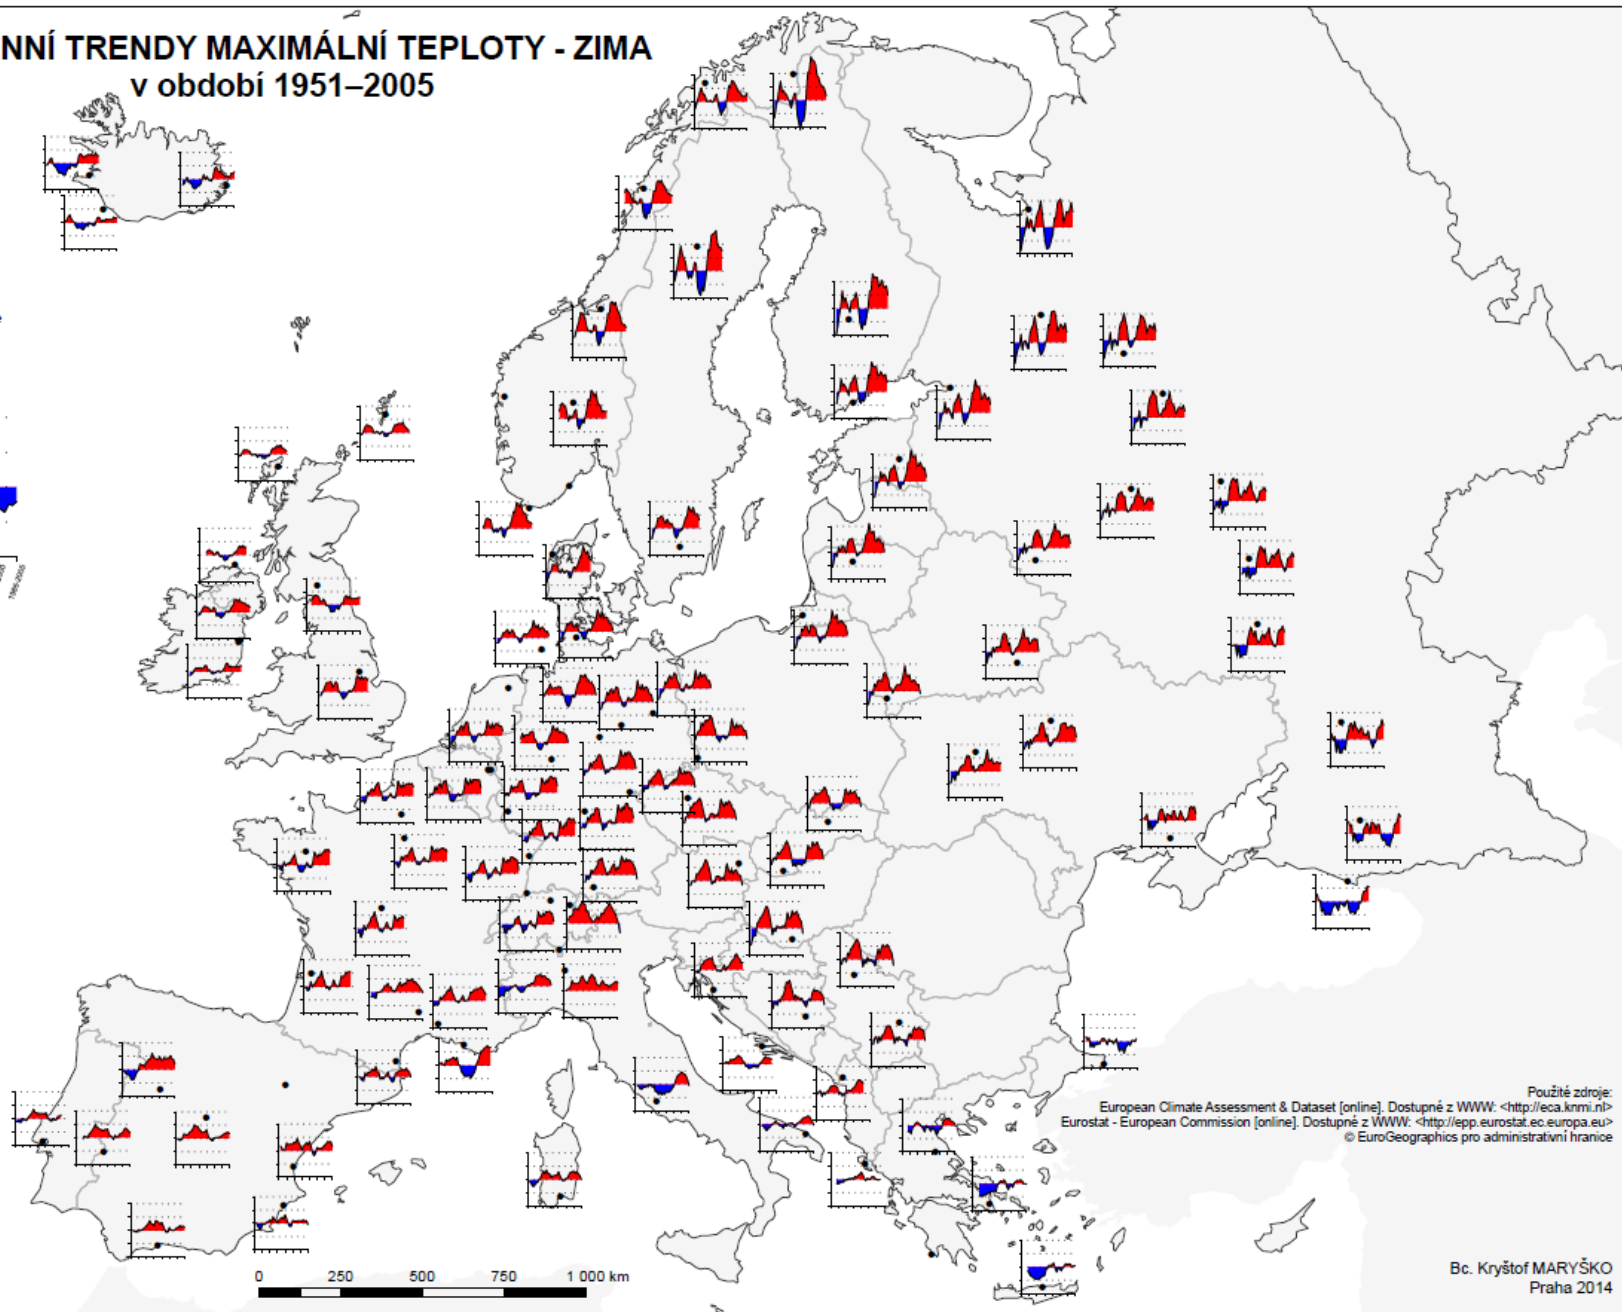 NNÍ TRENDY MAXIMÁLNÍ TEPLOTY - ZIMA
v období 1951–2005
1996-2005
Použité zdroje:
European Climate Assessment & Dataset [online]. Dostupné z WWW: <http://eca.knmi.nl>
Eurostat - European Commission [online]. Dostupné z WWW: <http://epp.eurostat.ec.europa.eu>
© EuroGeographics pro administrativní hranice
0 250 500 750 1 000 km
Bc. Kryštof MARYŠKO
Praha 2014